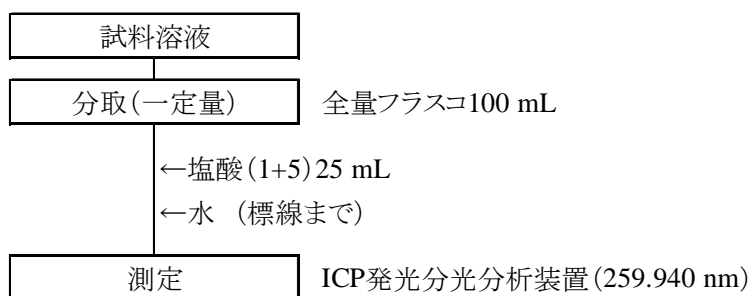 試料溶液
分取(一定量) 全量フラスコ100 mL
←塩酸(1+5)25 mL
←水 (標線まで)
測定 ICP発光分光分析装置(259.940 nm)